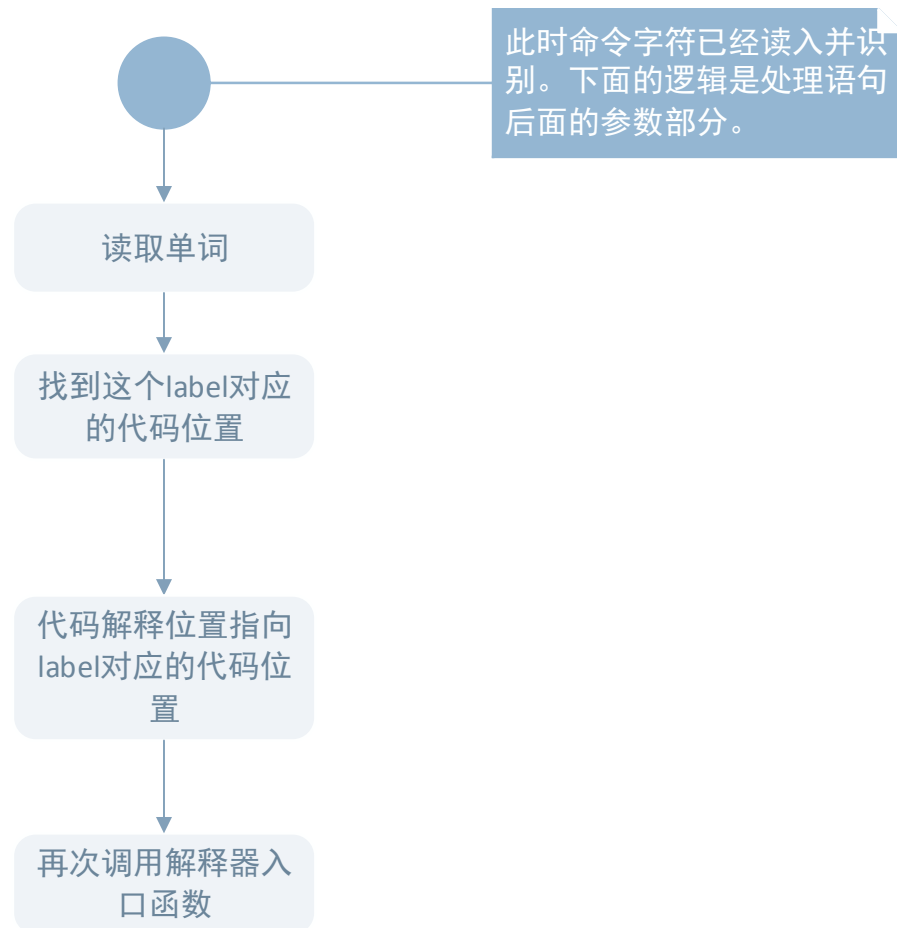 此时命令字符已经读入并识
别。下面的逻辑是处理语句
后面的参数部分。
读取单词
找到这个label对应
的代码位置
代码解释位置指向
label对应的代码位
置
再次调用解释器入
口函数